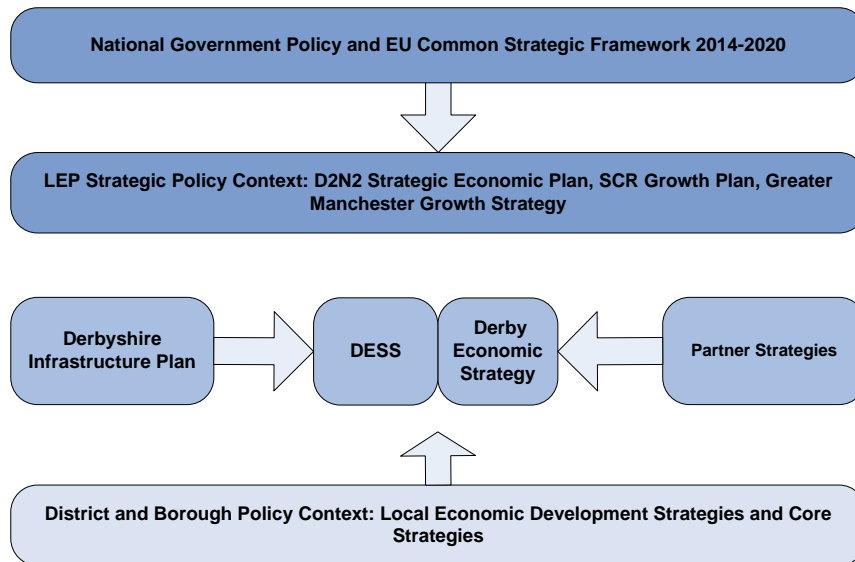 National Government Policy and EU Common Strategic Framework 2014-2020
LEP Strategic Policy Context: D2N2 Strategic Economic Plan, SCR Growth Plan, Greater
Manchester Growth Strategy
Derbyshire
Infrastructure Plan
DESS
Derby
Economic
Strategy
Partner Strategies
District and Borough Policy Context: Local Economic Development Strategies and Core
Strategies